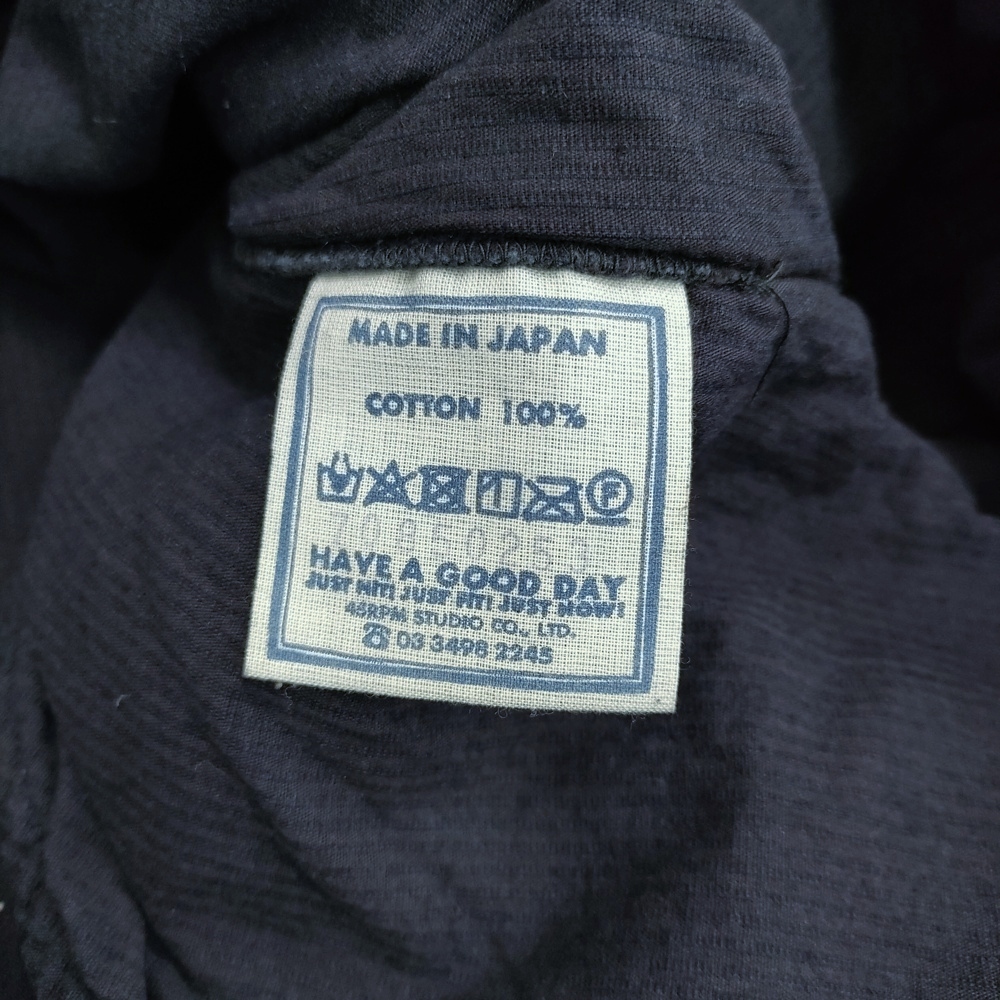 MADE IN JAPAN
COTTON 100%
F
HAVE A GOOD DAY
JUST HIT! JUST FIT! JUST NOW!
45RPM STUDIO CO., LTD.
☎ 03 3498 2245